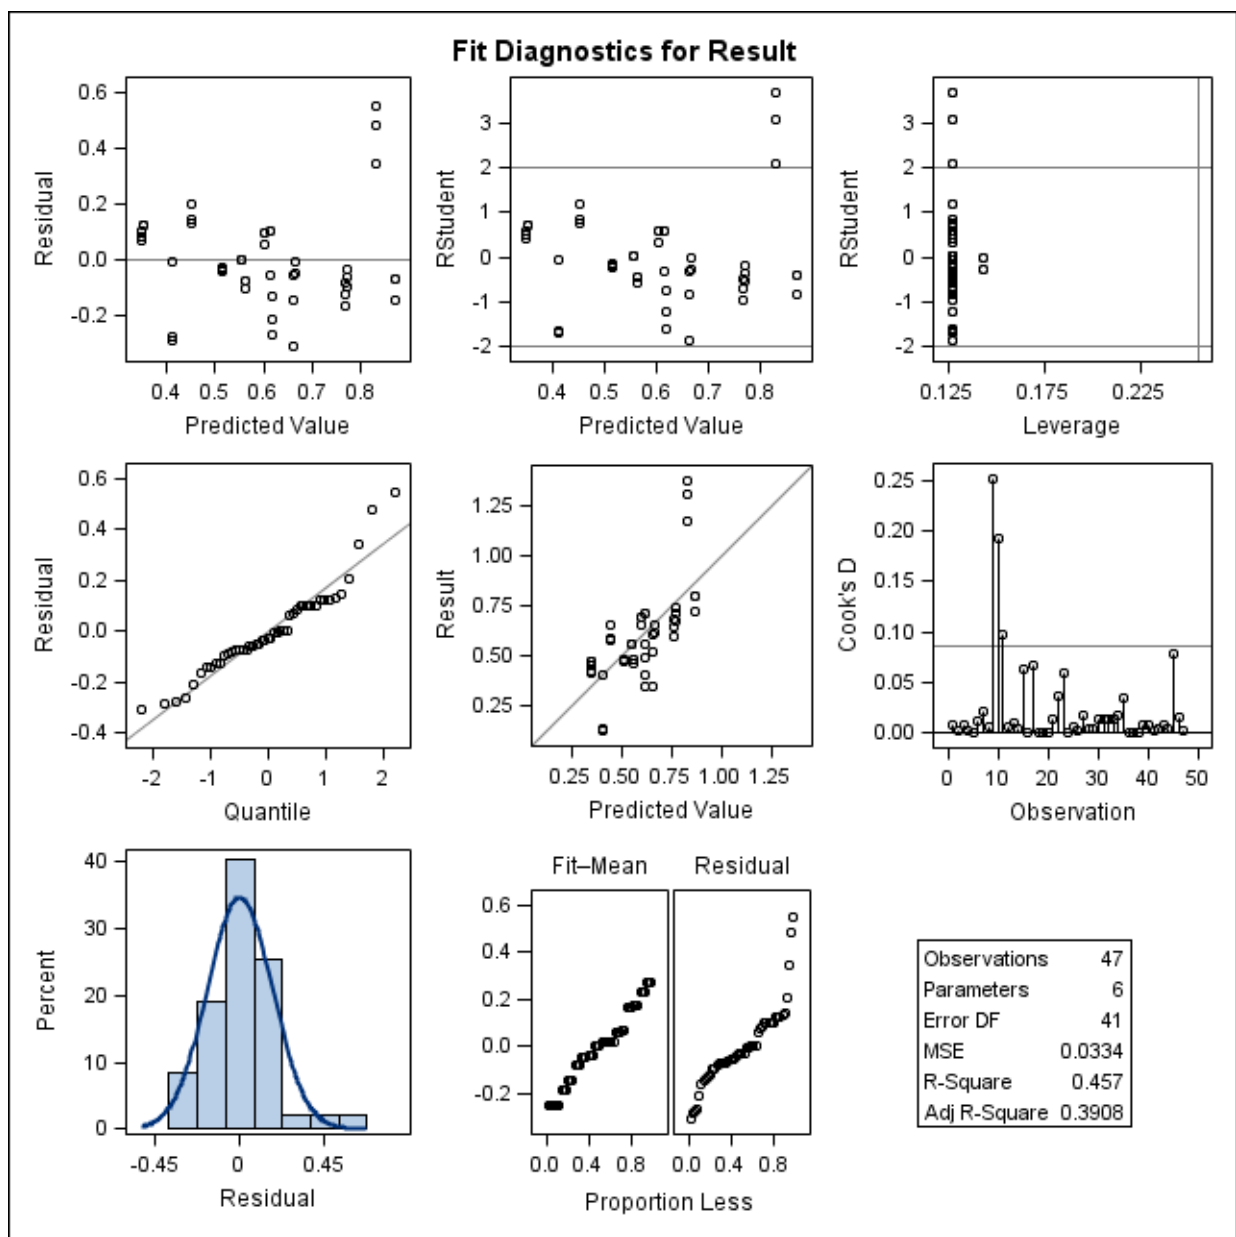 Fit Diagnostics for Result
0.6
0.4
0.2
0.0
-0.2
Residual
0.4 0.5 0.6 0.7 0.8
Predicted Value
3
2
1
0
-1
-2
RStudent
0.4 0.5 0.6 0.7 0.8
Predicted Value
3
2
1
0
-1
-2
RStudent
0.125 0.175 0.225
Leverage
0.6
0.4
0.2
0.0
-0.2
-0.4
Residual
-2 -1 0 1 2
Quantile
1.25
1.00
0.75
0.50
0.25
Result
0.25 0.50 0.75 1.00 1.25
Predicted Value
0.25
0.20
0.15
0.10
0.05
0.00
Cook's D
0 10 20 30 40 50
Observation
40
30
20
10
0
Percent
-0.45 0 0.45
Residual
Fit–Mean Residual
0.6
0.4
0.2
0.0
-0.2
0.0 0.4 0.8 0.0 0.4 0.8
Proportion Less
Observations 47
Parameters 6
Error DF 41
MSE 0.0334
R-Square 0.457
Adj R-Square 0.3908